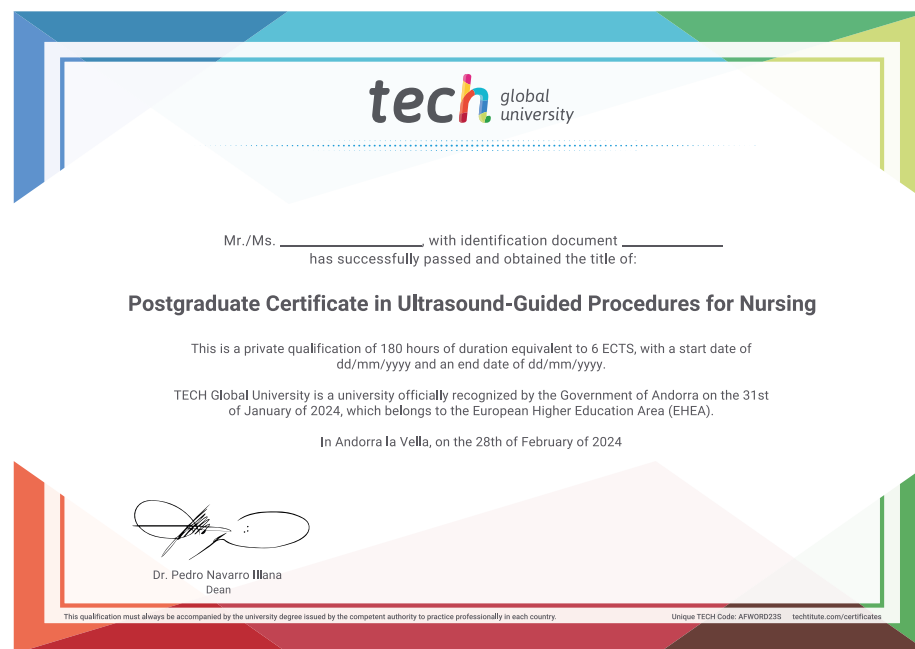 tech global university
Mr./Ms. ____________, with identification document ____________
has successfully passed and obtained the title of:
Postgraduate Certificate in Ultrasound-Guided Procedures for Nursing
This is a private qualification of 180 hours of duration equivalent to 6 ECTS, with a start date of
dd/mm/yyyy and an end date of dd/mm/yyyy.
TECH Global University is a university officially recognized by the Government of Andorra on the 31st
of January of 2024, which belongs to the European Higher Education Area (EHEA).
In Andorra la Vella, on the 28th of February of 2024
Dr. Pedro Navarro Illana
Dean
This qualification must always be accompanied by the university degree issued by the competent authority to practice professionally in each country.
Unique TECH Code: AFWORD23S techtitute.com/certificates